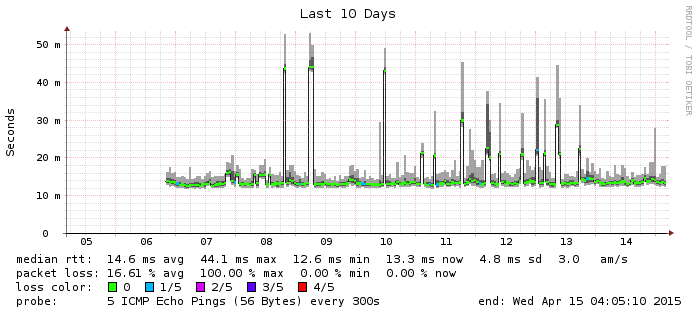 Last 10 Days
RRDTOOL / TOBI OETIKER
Seconds
50 m
40 m
30 m
20 m
10 m
0
05 06 07 08 09 10 11 12 13 14
median rtt: 14.6 ms avg 44.1 ms max 12.6 ms min 13.3 ms now 4.8 ms sd 3.0 am/s
packet loss: 16.61 % avg 100.00 % max 0.00 % min 0.00 % now
loss color: 0 1/5 2/5 3/5 4/5
probe: 5 ICMP Echo Pings (56 Bytes) every 300s end: Wed Apr 15 04:05:10 2015